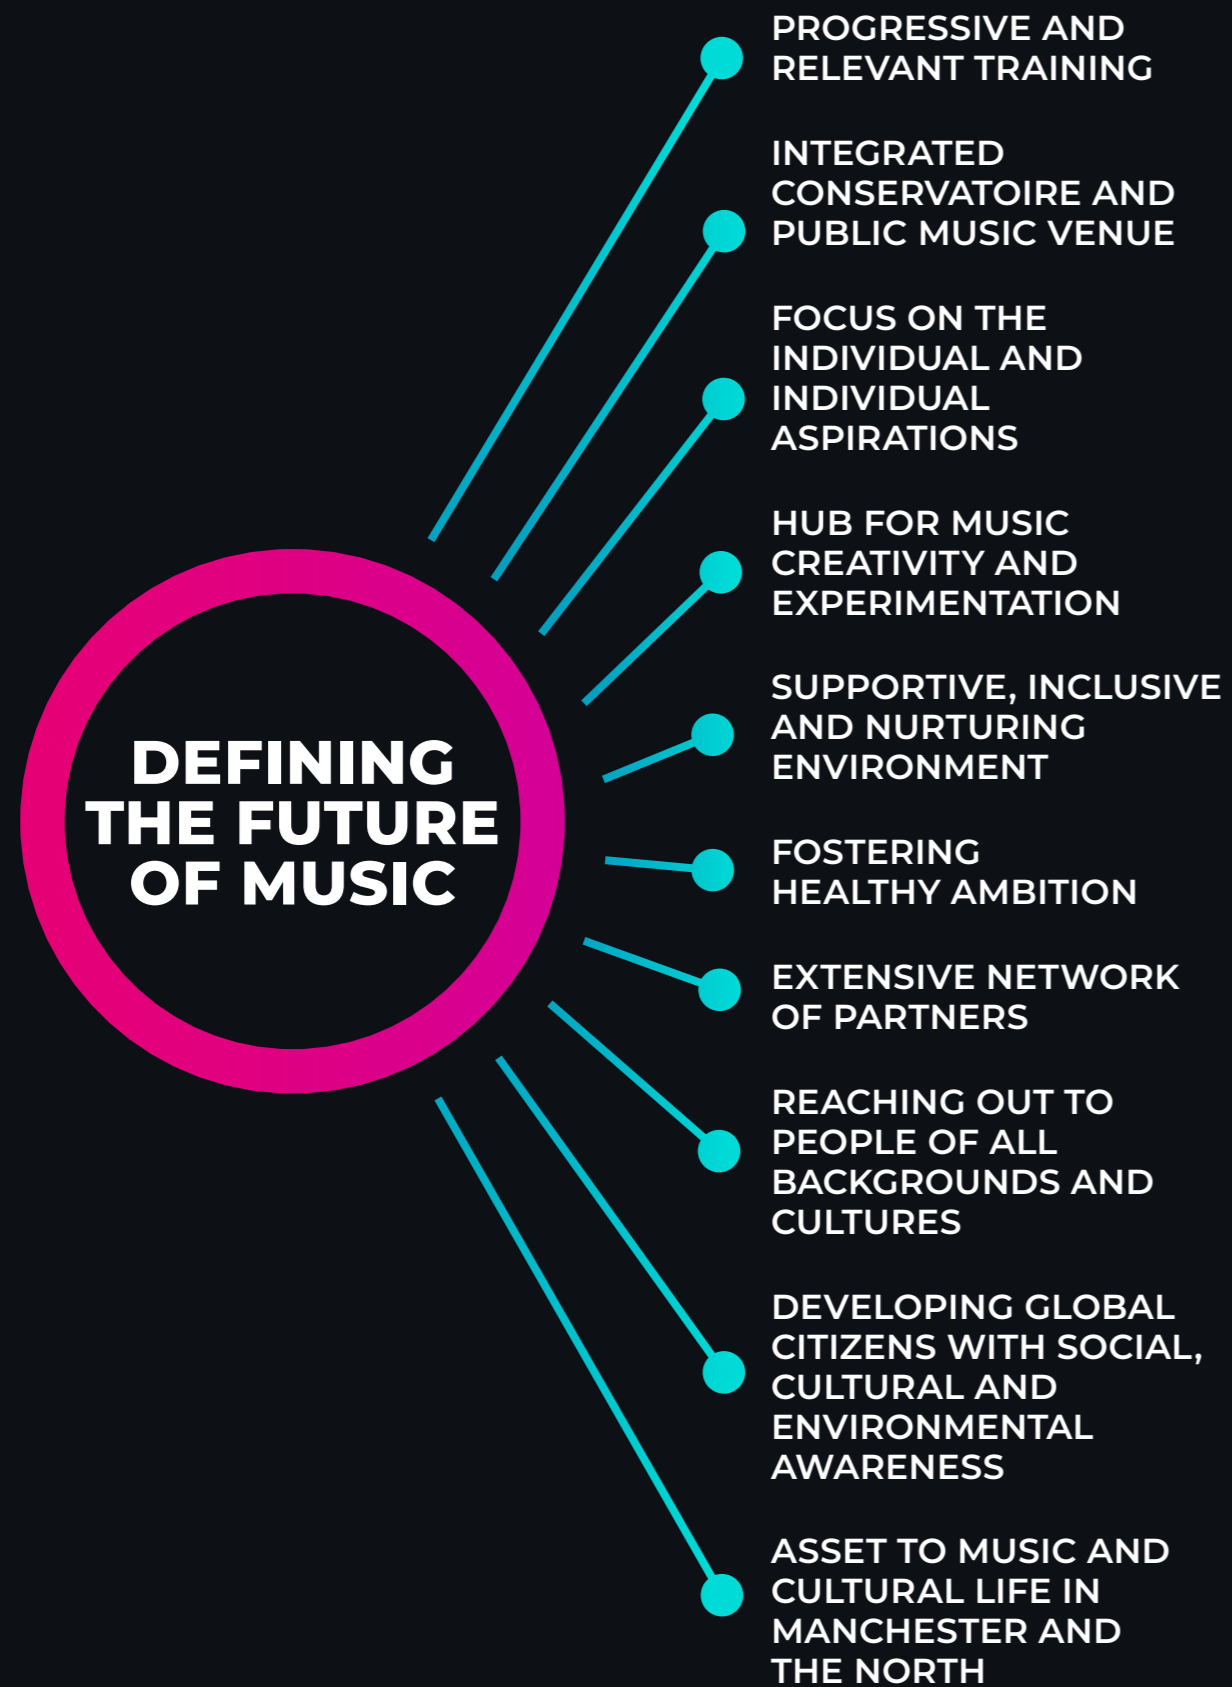 PROGRESSIVE AND
RELEVANT TRAINING
INTEGRATED
CONSERVATOIRE AND
PUBLIC MUSIC VENUE
FOCUS ON THE
INDIVIDUAL AND
INDIVIDUAL
ASPIRATIONS
HUB FOR MUSIC
CREATIVITY AND
EXPERIMENTATION
SUPPORTIVE, INCLUSIVE
AND NURTURING
ENVIRONMENT
DEFINING
THE FUTURE
OF MUSIC
FOSTERING
HEALTHY AMBITION
EXTENSIVE NETWORK
OF PARTNERS
REACHING OUT TO
PEOPLE OF ALL
BACKGROUNDS AND
CULTURES
DEVELOPING GLOBAL
CITIZENS WITH SOCIAL,
CULTURAL AND
ENVIRONMENTAL
AWARENESS
ASSET TO MUSIC AND
CULTURAL LIFE IN
MANCHESTER AND
THE NORTH